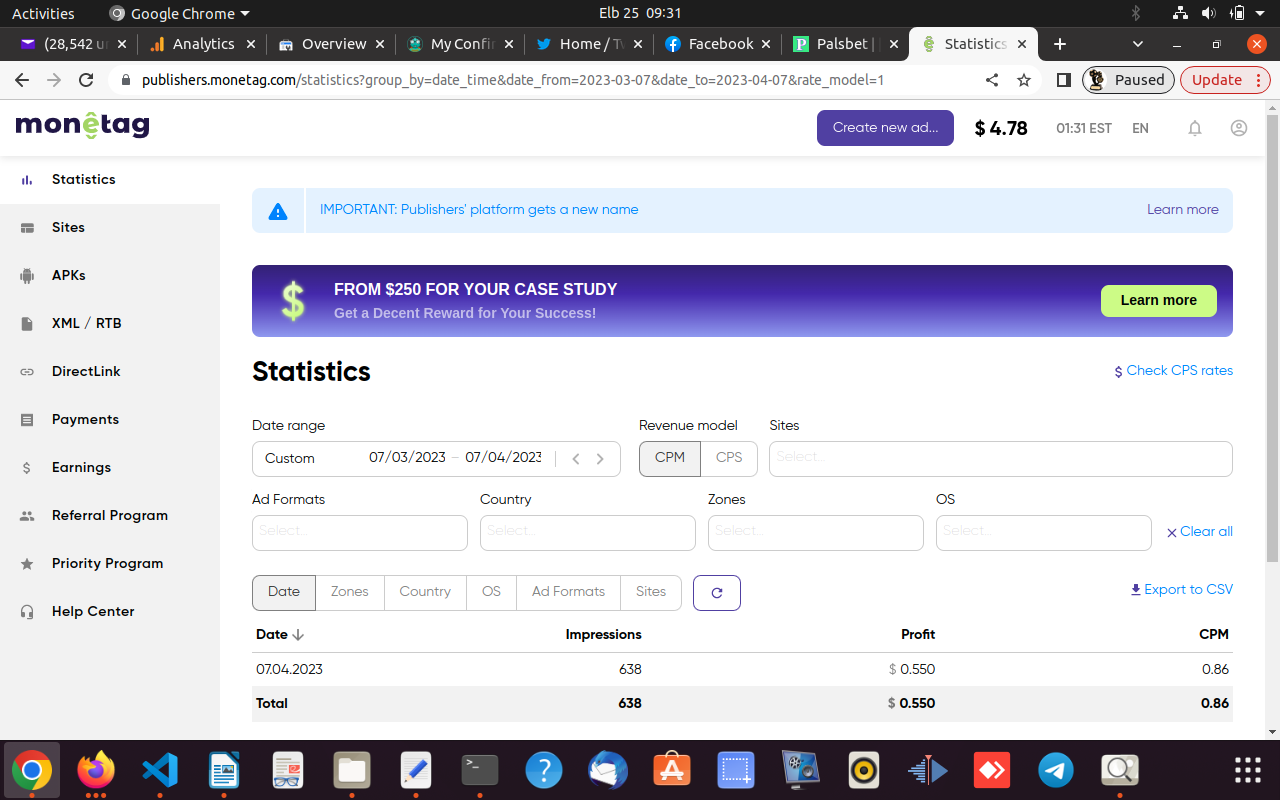 Activities
Google Chrome
Elb 25 09:31
(28,542 un
Analytics
Overview
My Confir
Home / Tw
Facebook
Palsbet |
Statistics
publishers.monetag.com/statistics?group_by=date_time&date_from=2023-03-07&date_to=2023-04-07&rate_model=1
Paused
Update
monetag
Create new ad...
$ 4.78
01:31 EST
EN
Statistics
Sites
APKs
XML / RTB
DirectLink
Payments
Earnings
Referral Program
Priority Program
Help Center
IMPORTANT: Publishers' platform gets a new name
Learn more
$
FROM $250 FOR YOUR CASE STUDY
Get a Decent Reward for Your Success!
Learn more
Statistics
$ Check CPS rates
Date range
Revenue model
Sites
Custom
07/03/2023 – 07/04/2023
CPM
CPS
Select...
Ad Formats
Country
Zones
OS
Select...
Select...
Select...
Select...
Clear all
Date
Zones
Country
OS
Ad Formats
Sites
Export to CSV
Date
Impressions
Profit
CPM
07.04.2023
638
$ 0.550
0.86
Total
638
$ 0.550
0.86